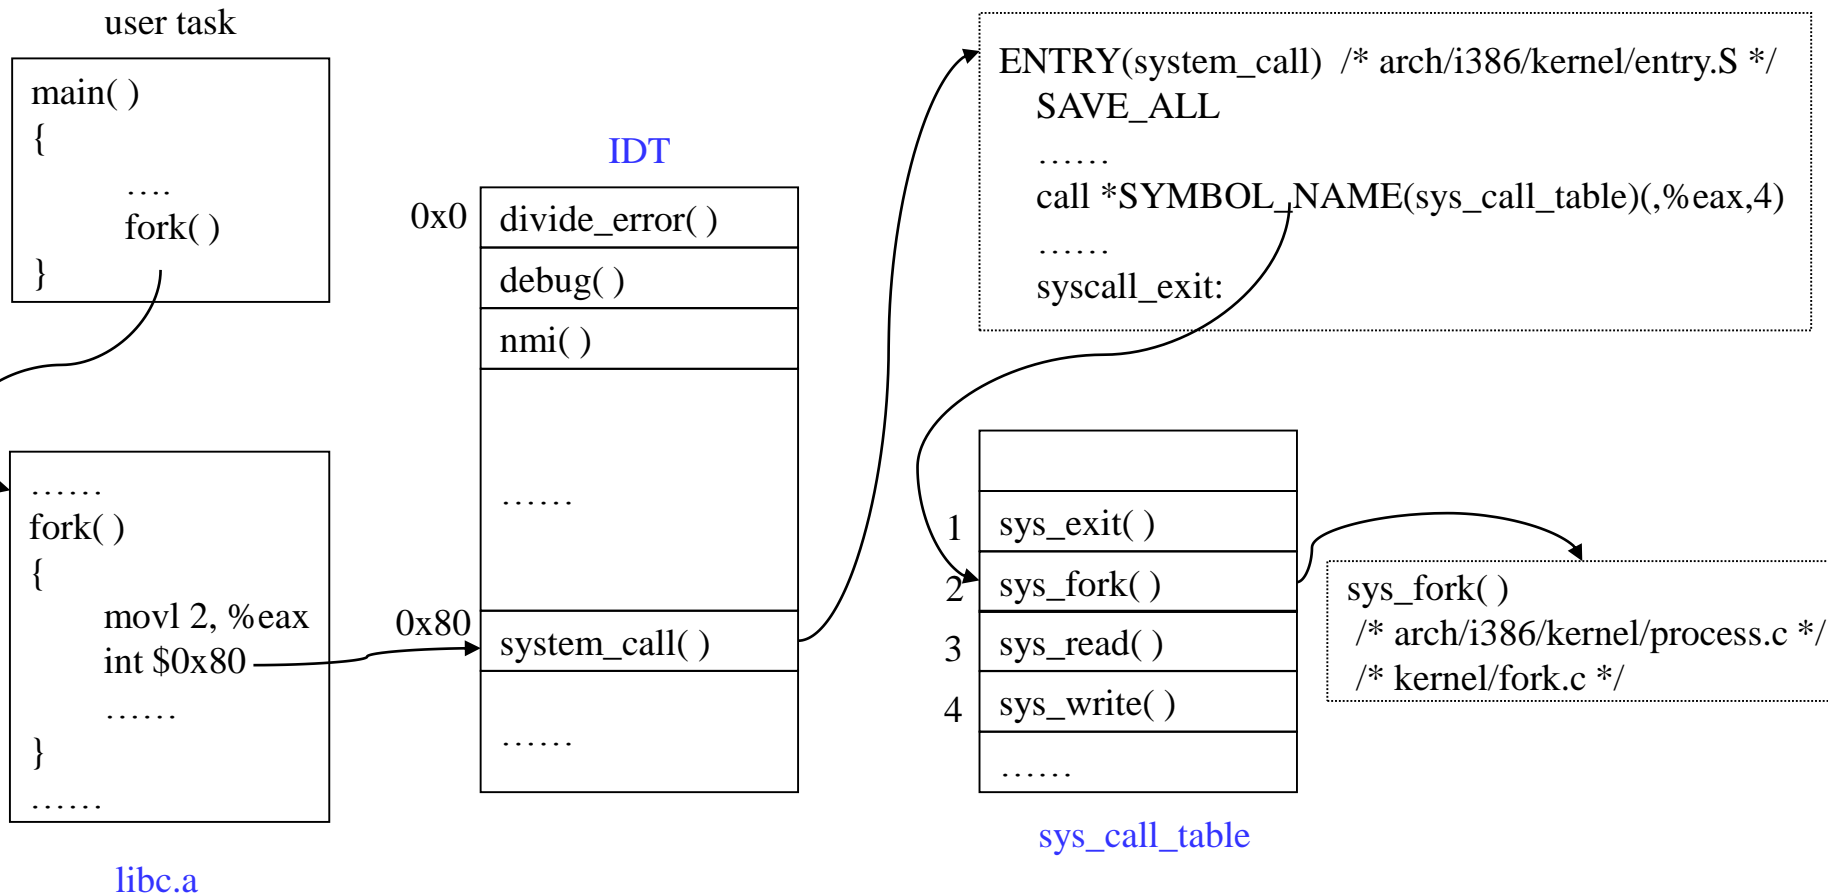 user task
main( )
{
....
fork( )
}
……
fork( )
{
movl 2, %eax
int $0x80
……
}
……
libc.a
IDT
0x0
divide_error( )
debug( )
nmi( )
……
0x80
system_call( )
……
ENTRY(system_call) /* arch/i386/kernel/entry.S */
SAVE_ALL
……
call *SYMBOL_NAME(sys_call_table)(,%eax,4)
……
syscall_exit:
1 sys_exit( )
2 sys_fork( )
3 sys_read( )
4 sys_write( )
……
sys_call_table
sys_fork( )
/* arch/i386/kernel/process.c */
/* kernel/fork.c */